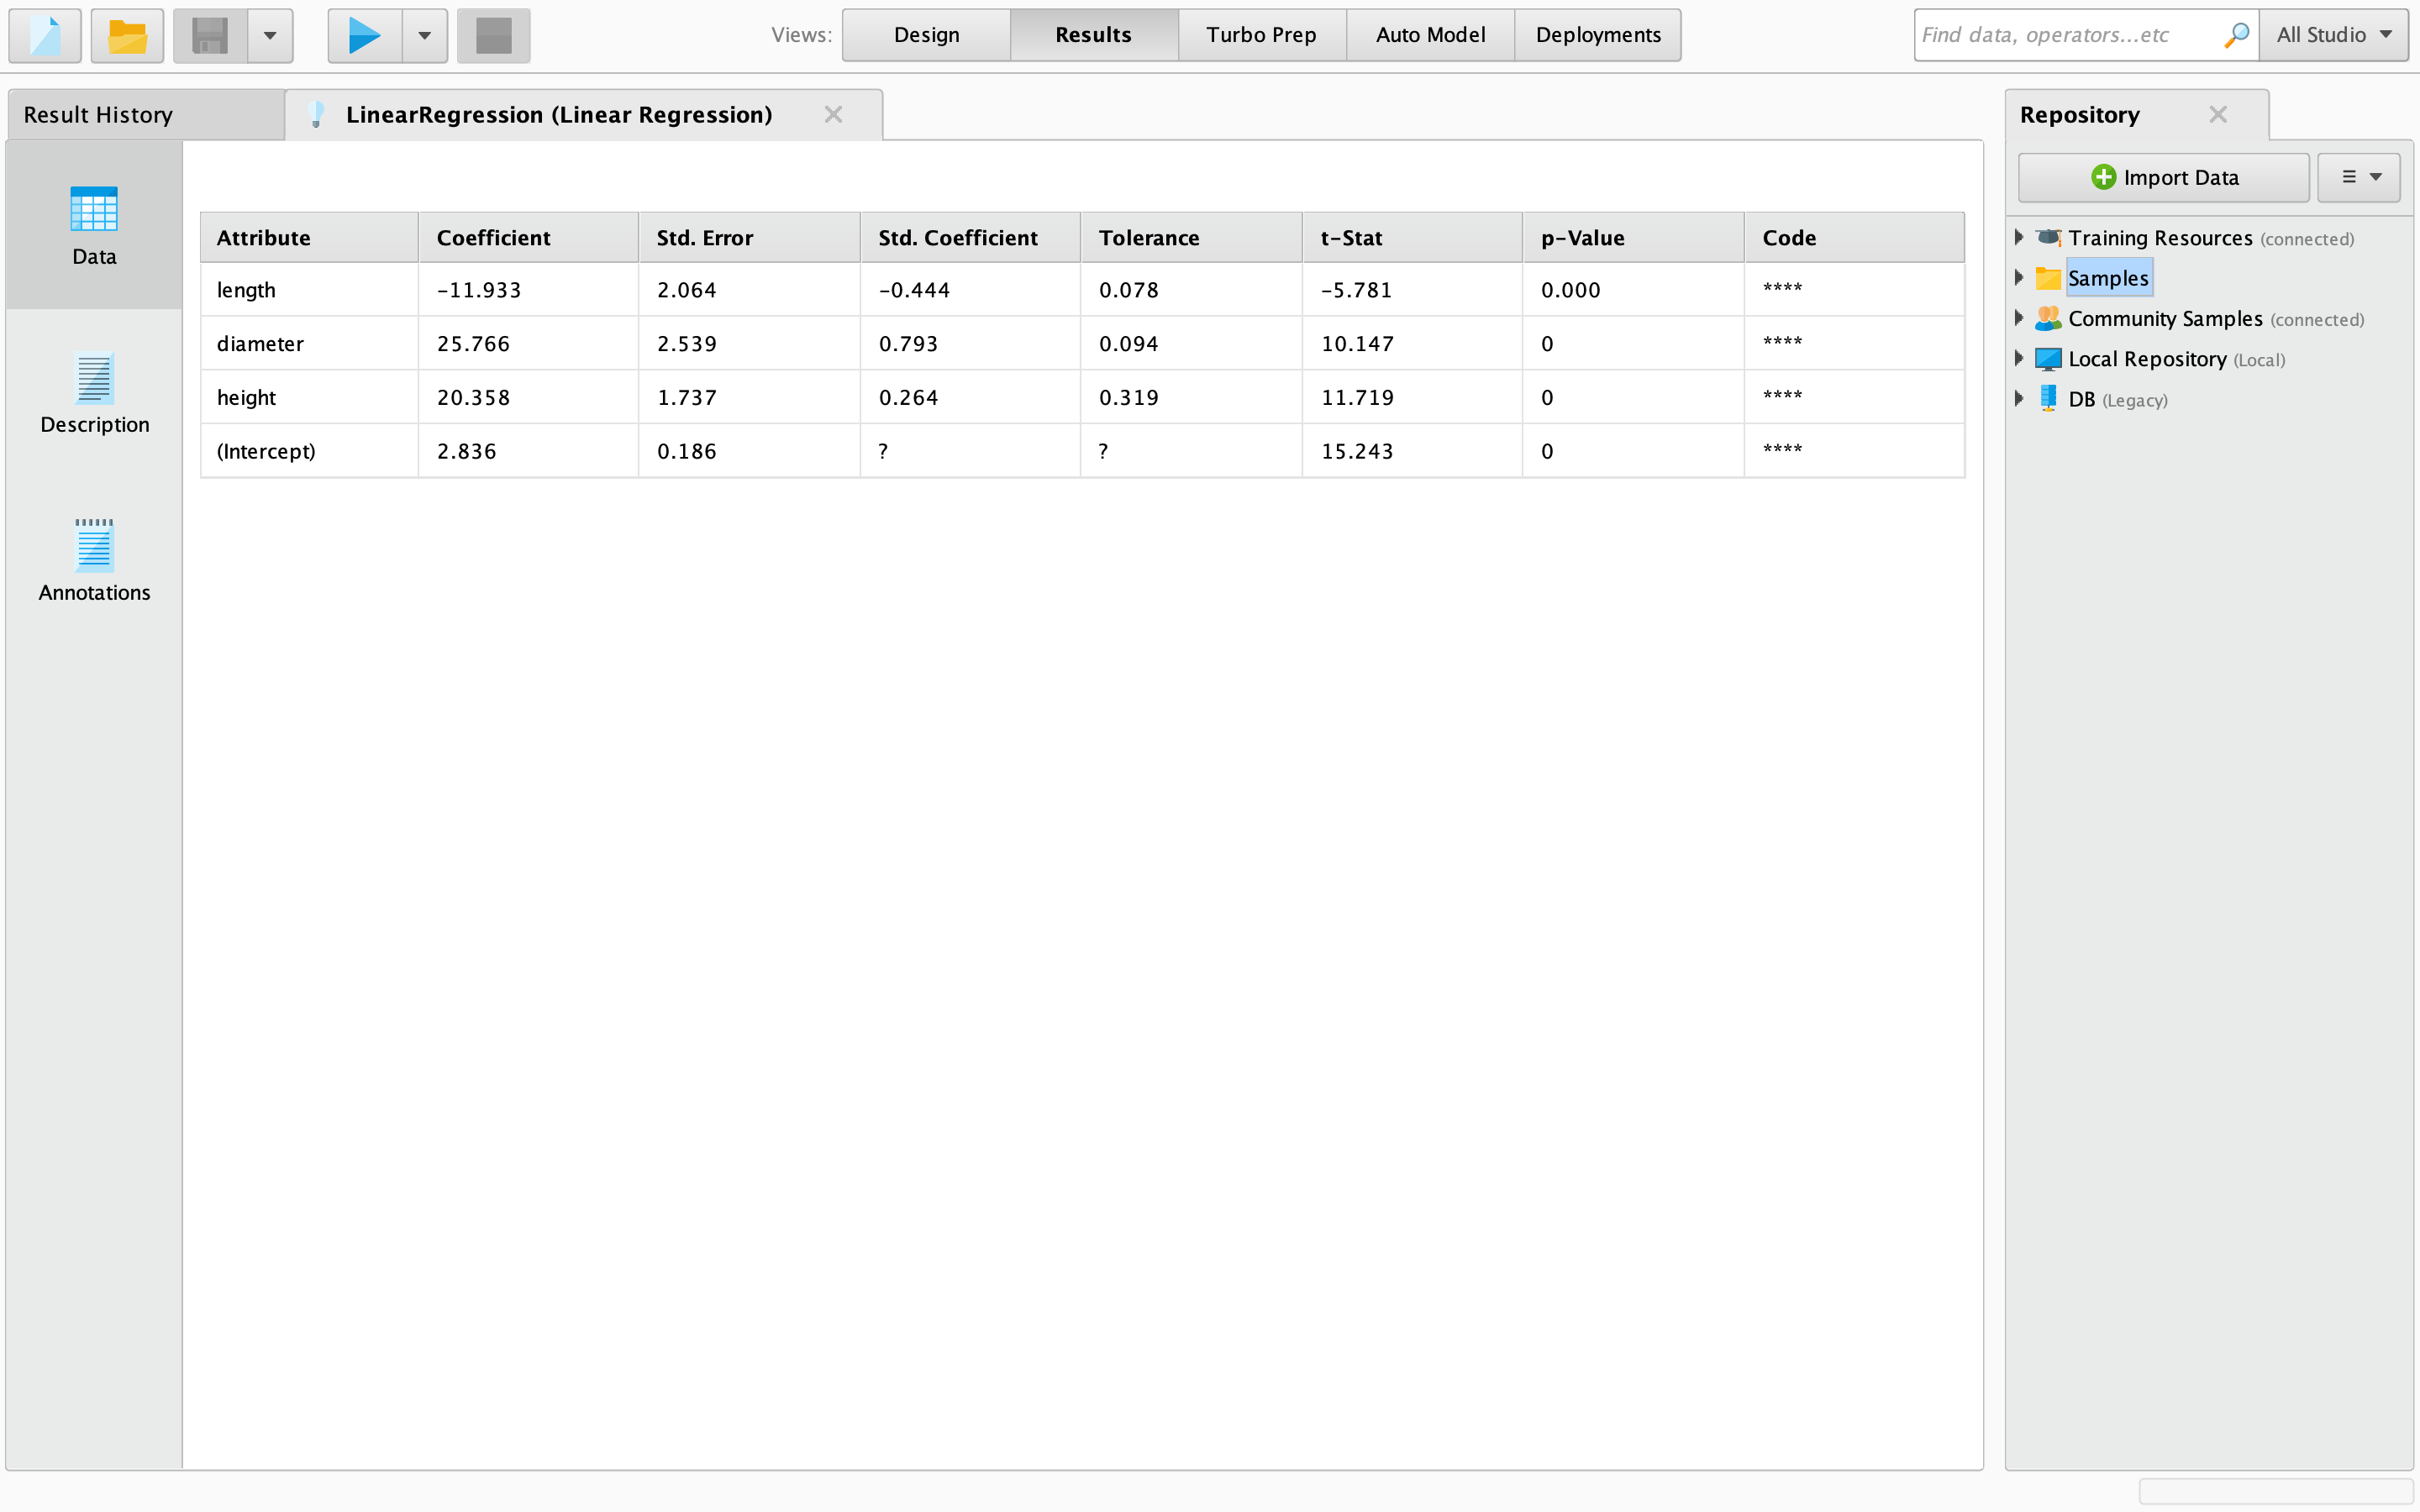 Views: Design Results Turbo Prep Auto Model Deployments Find data, operators...etc All Studio
Result History LinearRegression (Linear Regression) Repository
Import Data
Data
Description
Annotations
Attribute Coefficient Std. Error Std. Coefficient Tolerance t-Stat p-Value Code
length -11.933 2.064 -0.444 0.078 -5.781 0.000 ****
diameter 25.766 2.539 0.793 0.094 10.147 0 ****
height 20.358 1.737 0.264 0.319 11.719 0 ****
(Intercept) 2.836 0.186 ? ? 15.243 0 ****
Training Resources (connected)
Samples
Community Samples (connected)
Local Repository (Local)
DB (Legacy)